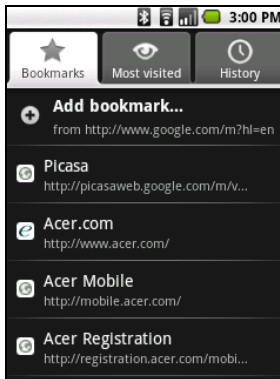 3:00 PM
Bookmarks Most visited History
Add bookmark...
from http://www.google.com/m?hl=en
Picasa
http://picasaweb.google.com/m/v...
Acer.com
http://www.acer.com/
Acer Mobile
http://mobile.acer.com/
Acer Registration
http://registration.acer.com/mobi...